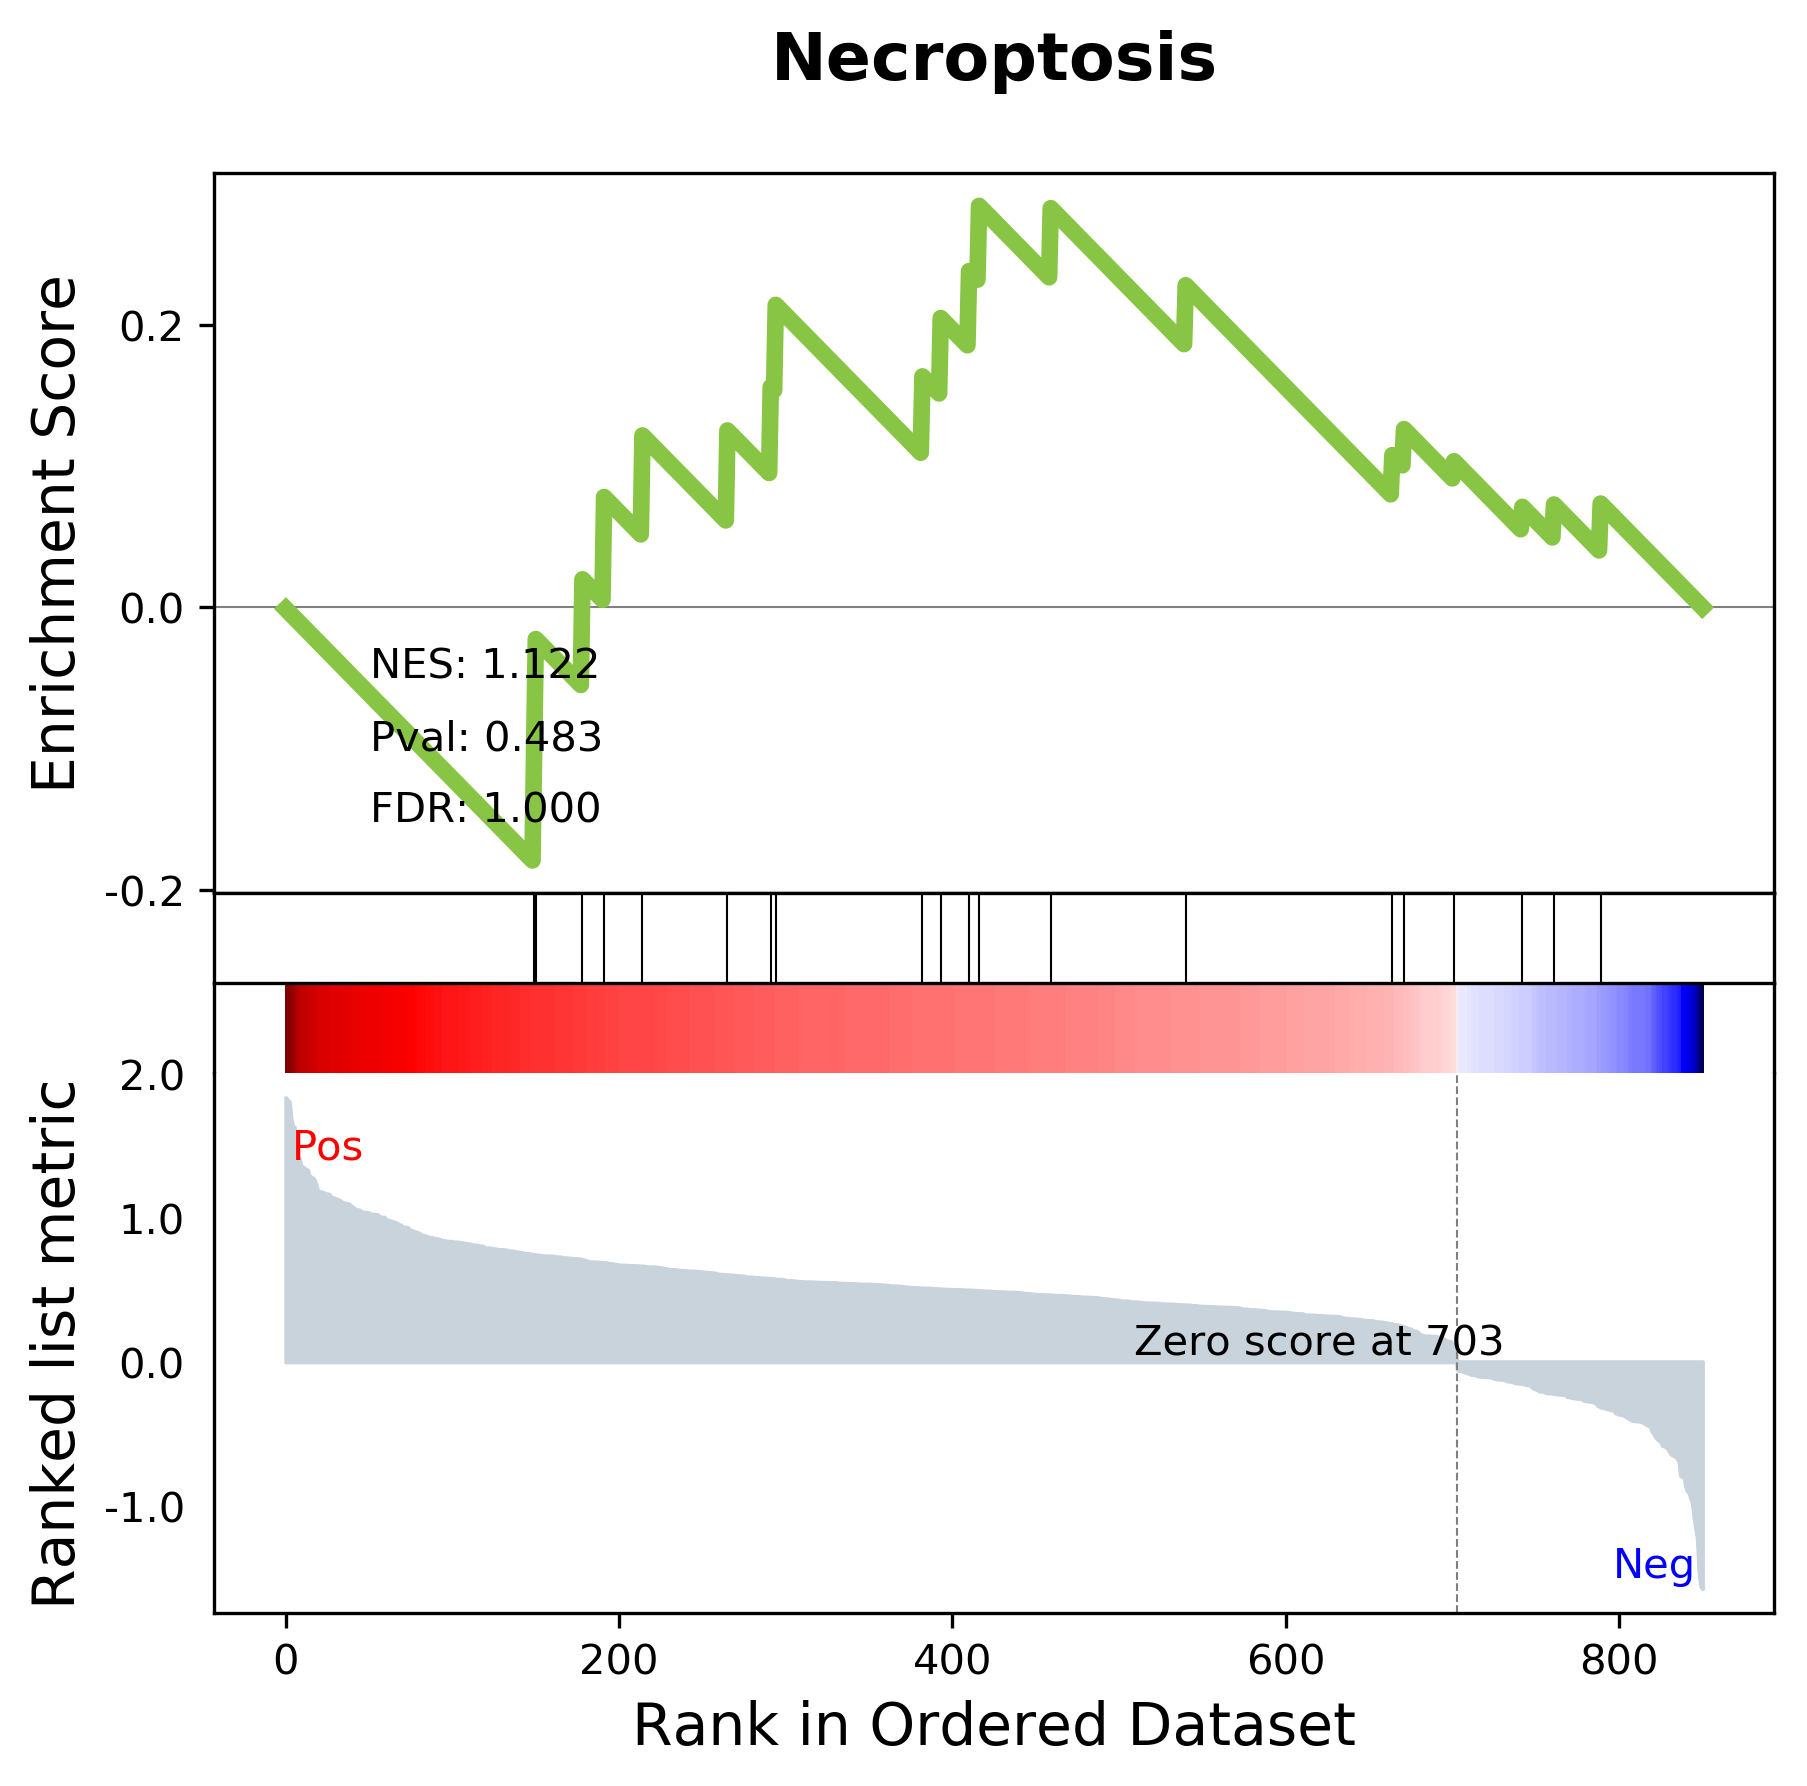 Necroptosis
Enrichment Score
0.2
0.0
-0.2
NES: 1.122
Pval: 0.483
FDR: 1.000
Ranked list metric
2.0
1.0
0.0
-1.0
Pos
Zero score at 703
Neg
0 200 400 600 800
Rank in Ordered Dataset